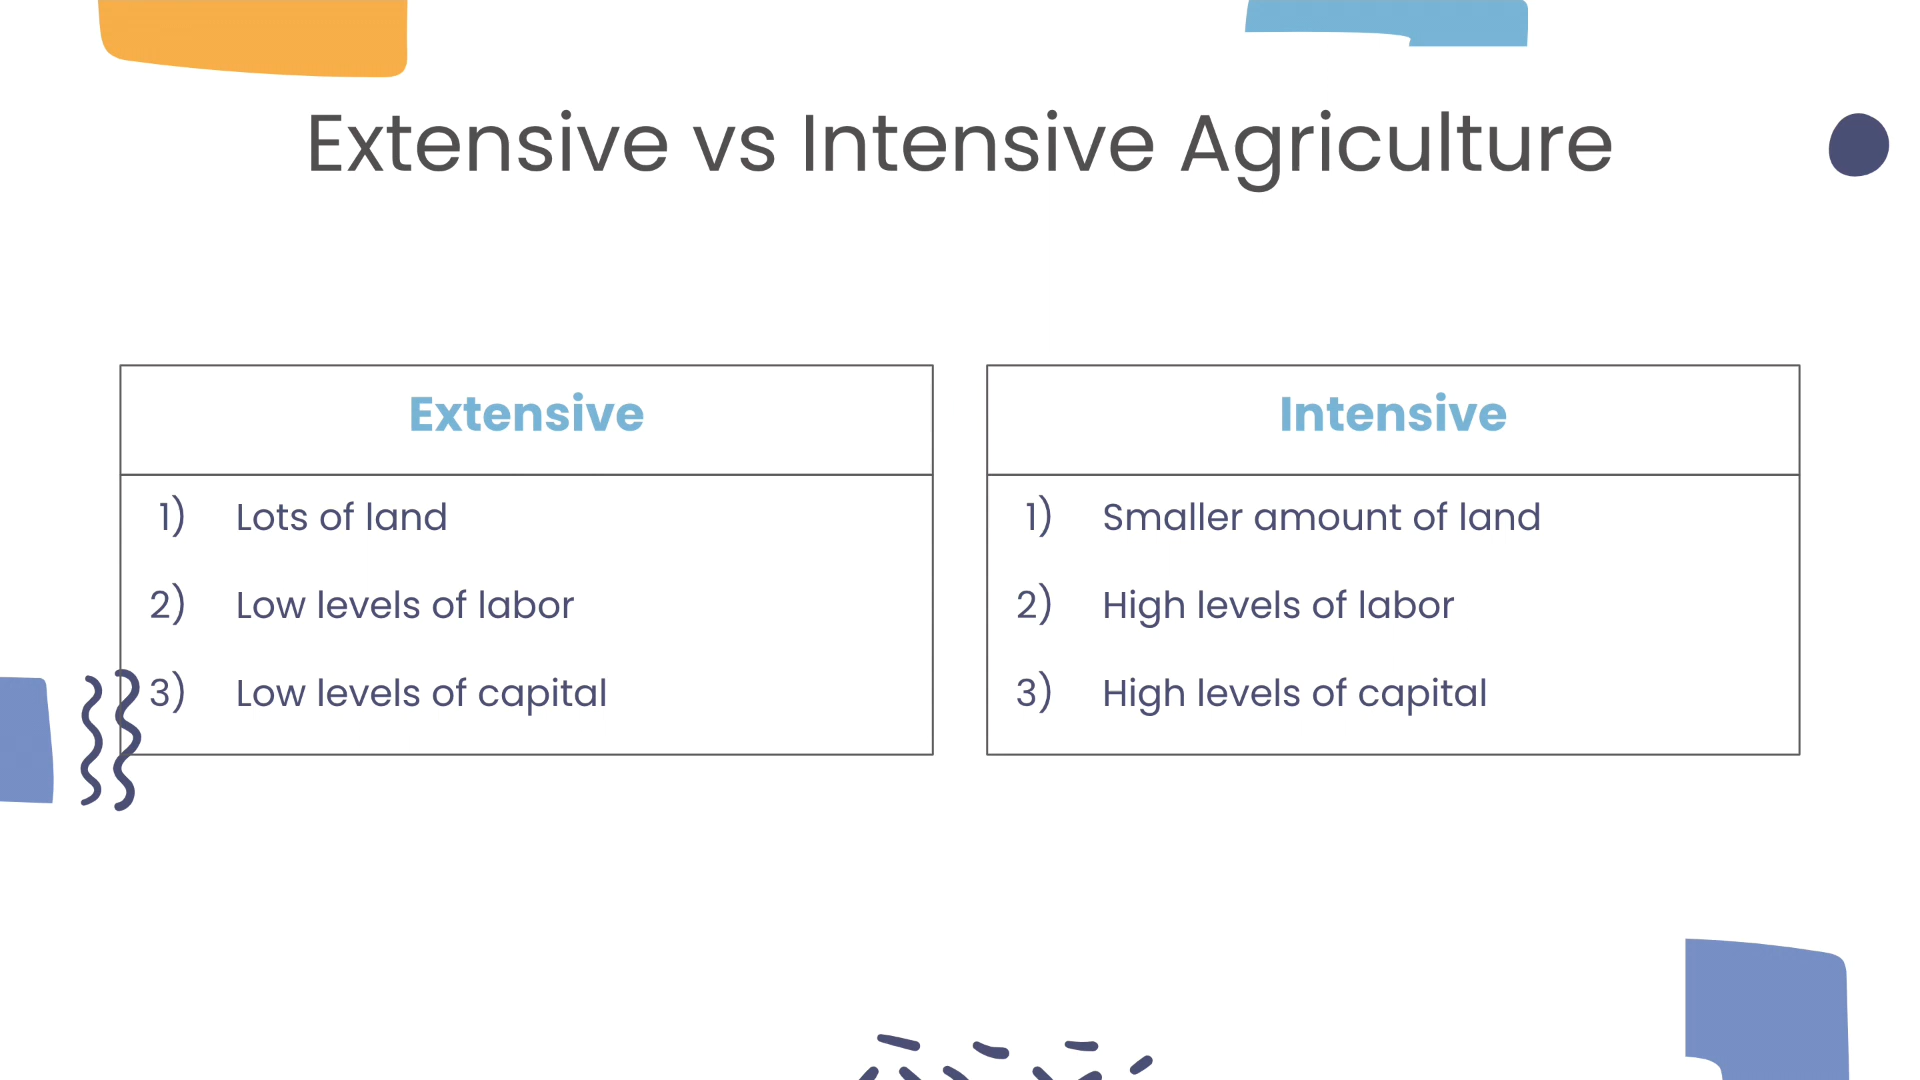 Extensive vs Intensive Agriculture
Extensive
1) Lots of land
2) Low levels of labor
3) Low levels of capital
Intensive
1) Smaller amount of land
2) High levels of labor
3) High levels of capital